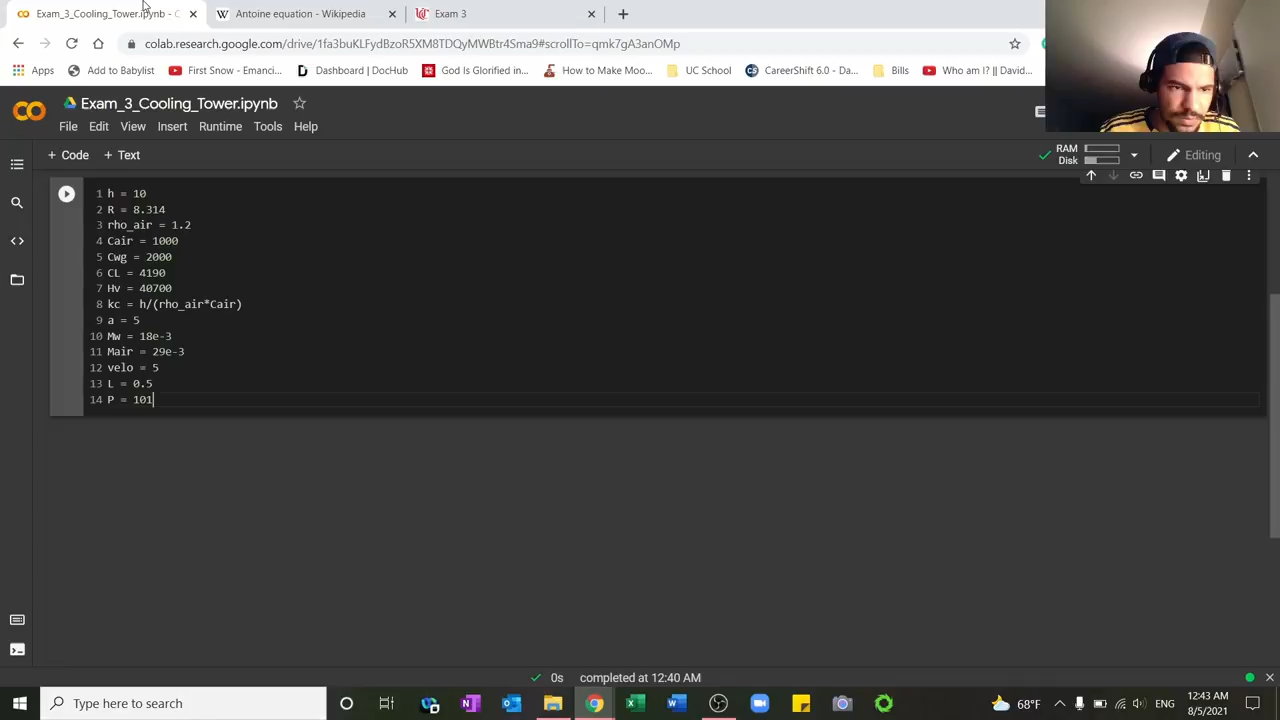 Exam_3_Cooling_Tower.ipynb - C
Antoine equation - Wikipedia
Exam 3
colab.research.google.com/drive/1fa3buKLFydBzoR5XM8TDQyMWBtr4Sma9#scrollTo=qmk7gA3anOMp
Apps
Add to Babylist
First Snow - Emanci...
Dashboard | DocHub
God Is Glorified in...
How to Make Moo...
UC School
CareerShift 6.0 - Da...
Bills
Who am I? || David...
Exam_3_Cooling_Tower.ipynb
File Edit View Insert Runtime Tools Help
+ Code + Text
RAM
Disk
Editing
1 h = 10
2 R = 8.314
3 rho_air = 1.2
4 Cair = 1000
5 Cwg = 2000
6 CL = 4190
7 Hv = 40700
8 kc = h/(rho_air*Cair)
9 a = 5
10 Mw = 18e-3
11 Mair = 29e-3
12 velo = 5
13 L = 0.5
14 P = 101
0s completed at 12:40 AM
Type here to search
68°F
ENG
12:43 AM
8/5/2021